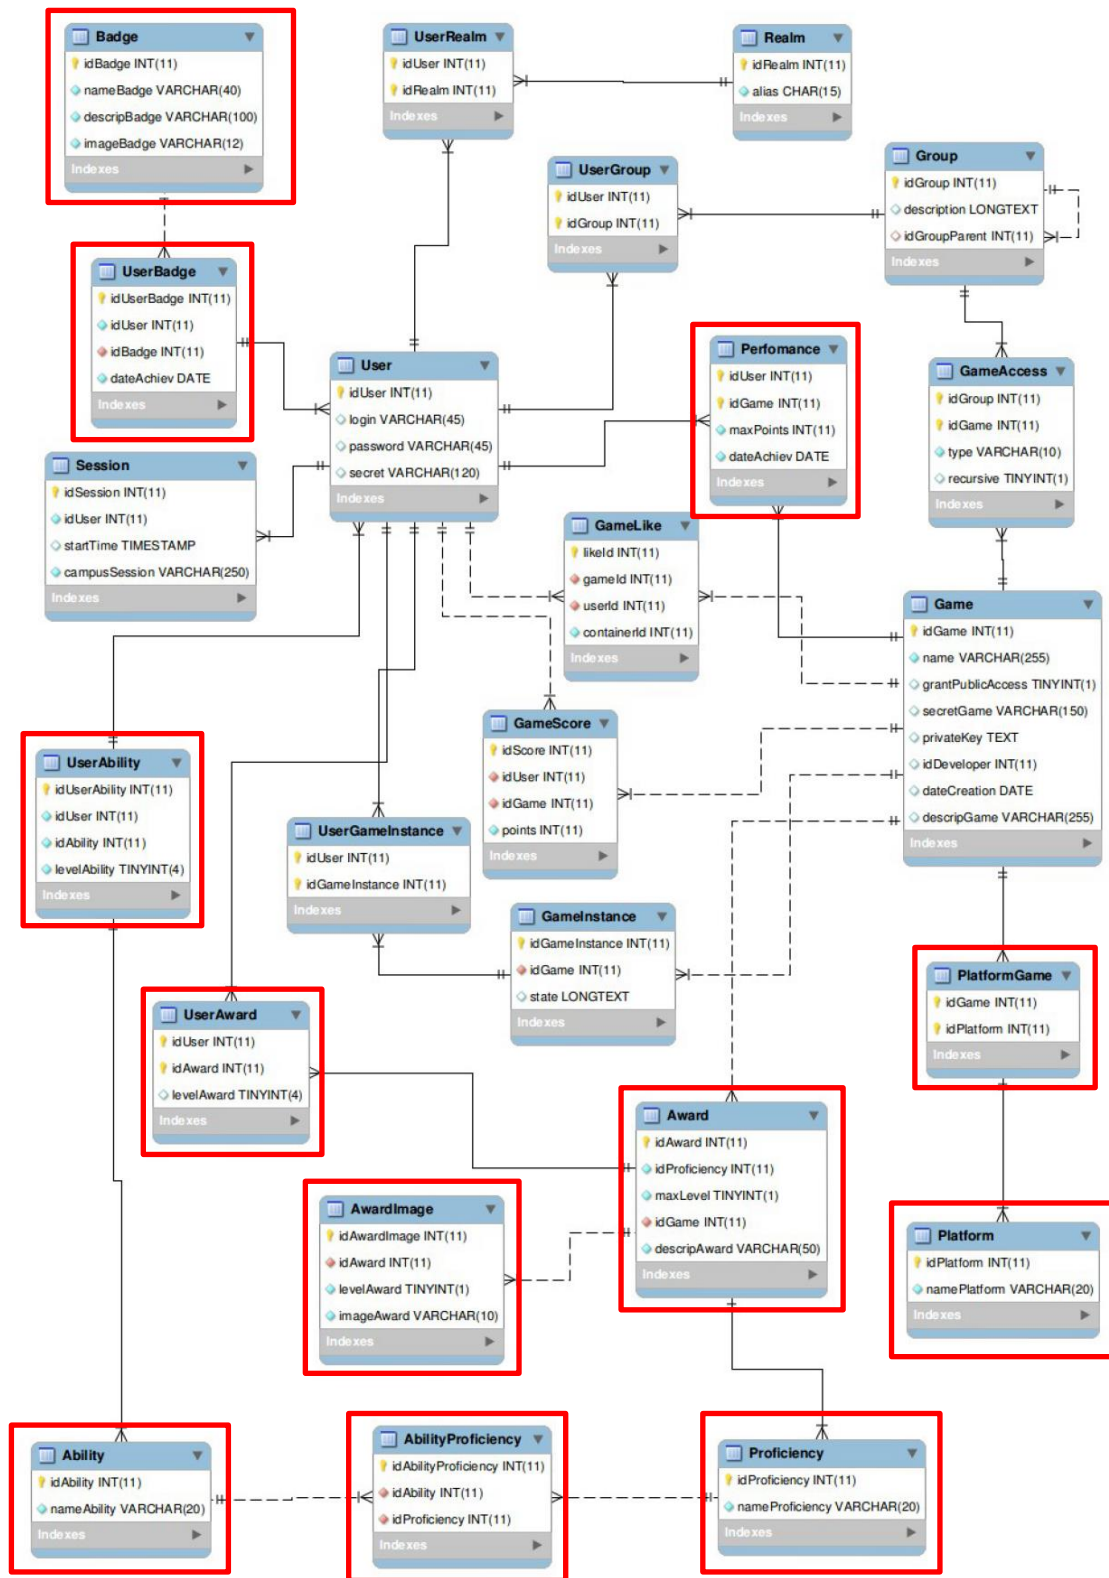 Badge
idBadge INT(11)
nameBadge VARCHAR(40)
descripBadge VARCHAR(100)
imageBadge VARCHAR(12)
Indexes
UserRealm
idUser INT(11)
idRealm INT(11)
Indexes
Realm
idRealm INT(11)
alias CHAR(15)
Indexes
UserGroup
idUser INT(11)
idGroup INT(11)
Indexes
Group
idGroup INT(11)
description LONGTEXT
idGroupParent INT(11)
Indexes
UserBadge
idUserBadge INT(11)
idUser INT(11)
idBadge INT(11)
dateAchiev DATE
Indexes
User
idUser INT(11)
login VARCHAR(45)
password VARCHAR(45)
secret VARCHAR(120)
Indexes
Perfomance
idUser INT(11)
idGame INT(11)
maxPoints INT(11)
dateAchiev DATE
Indexes
GameAccess
idGroup INT(11)
idGame INT(11)
type VARCHAR(10)
recursive TINYINT(1)
Indexes
Session
idSession INT(11)
idUser INT(11)
startTime TIMESTAMP
campusSession VARCHAR(250)
Indexes
GameLike
likeId INT(11)
gameId INT(11)
userId INT(11)
containerId INT(11)
Indexes
Game
idGame INT(11)
name VARCHAR(255)
grantPublicAccess TINYINT(1)
secretGame VARCHAR(150)
privateKey TEXT
idDeveloper INT(11)
dateCreation DATE
descripGame VARCHAR(255)
Indexes
GameScore
idScore INT(11)
idUser INT(11)
idGame INT(11)
points INT(11)
Indexes
UserAbility
idUserAbility INT(11)
idUser INT(11)
idAbility INT(11)
levelAbility TINYINT(4)
Indexes
UserGameInstance
idUser INT(11)
idGameInstance INT(11)
Indexes
GameInstance
idGameInstance INT(11)
idGame INT(11)
state LONGTEXT
Indexes
PlatformGame
idGame INT(11)
idPlatform INT(11)
Indexes
UserAward
idUser INT(11)
idAward INT(11)
levelAward TINYINT(4)
Indexes
Award
idAward INT(11)
idProficiency INT(11)
maxLevel TINYINT(1)
idGame INT(11)
descripAward VARCHAR(50)
Indexes
AwardImage
idAwardImage INT(11)
idAward INT(11)
levelAward TINYINT(1)
imageAward VARCHAR(10)
Indexes
Platform
idPlatform INT(11)
namePlatform VARCHAR(20)
Indexes
Ability
idAbility INT(11)
nameAbility VARCHAR(20)
Indexes
AbilityProficiency
idAbilityProficiency INT(11)
idAbility INT(11)
idProficiency INT(11)
Indexes
Proficiency
idProficiency INT(11)
nameProficiency VARCHAR(20)
Indexes